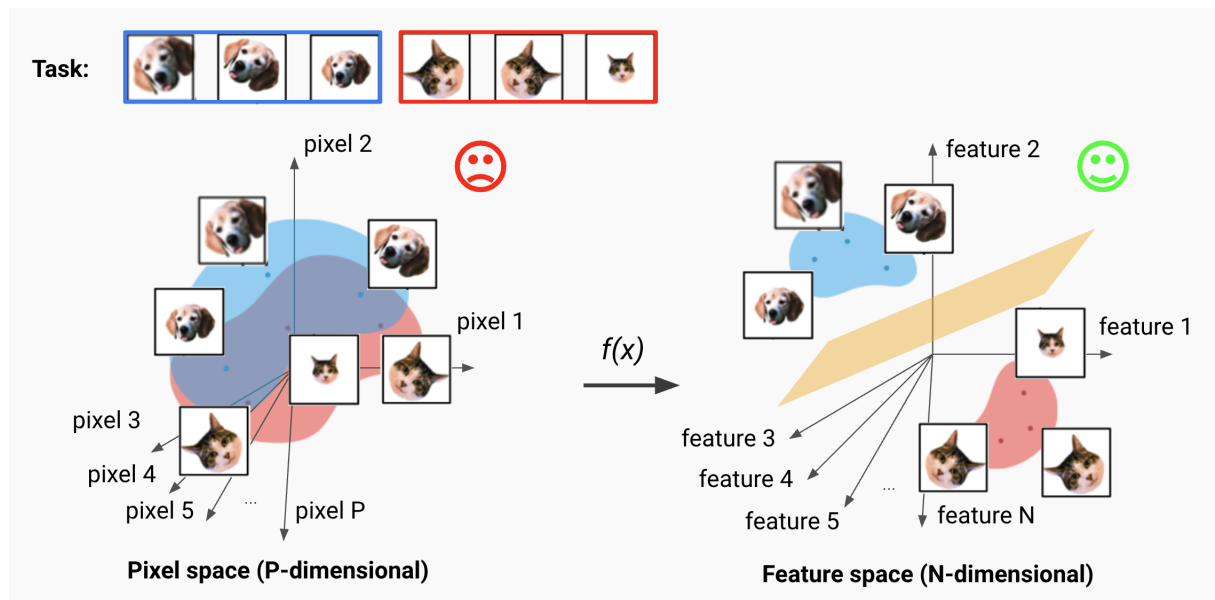 Task:
pixel 2
pixel 1
pixel 3
pixel 4
pixel 5
...
pixel P
Pixel space (P-dimensional)
f(x)
feature 2
feature 1
feature 3
feature 4
feature 5
...
feature N
Feature space (N-dimensional)